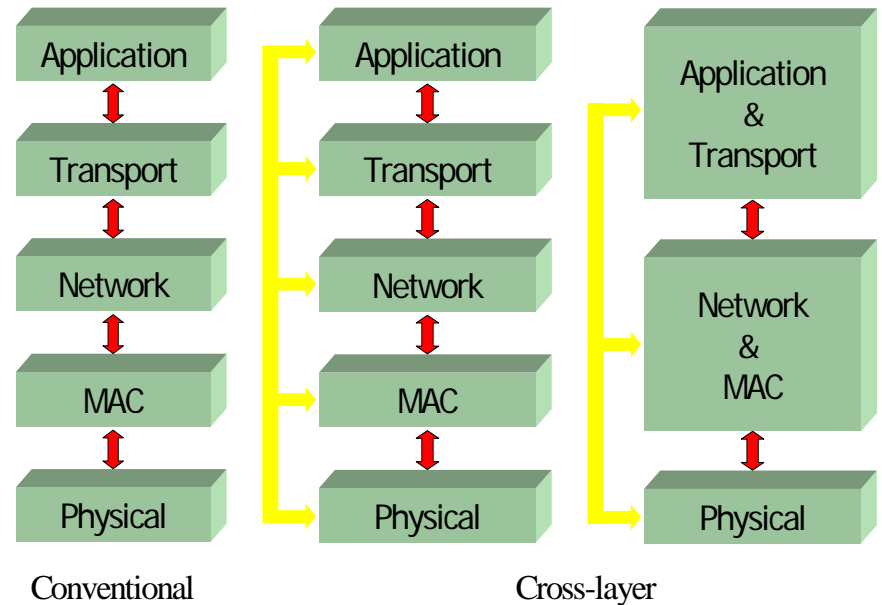 Application
Transport
Network
MAC
Physical
Conventional
Application
Transport
Network
MAC
Physical
Application
&
Transport
Network
&
MAC
Physical
Cross-layer